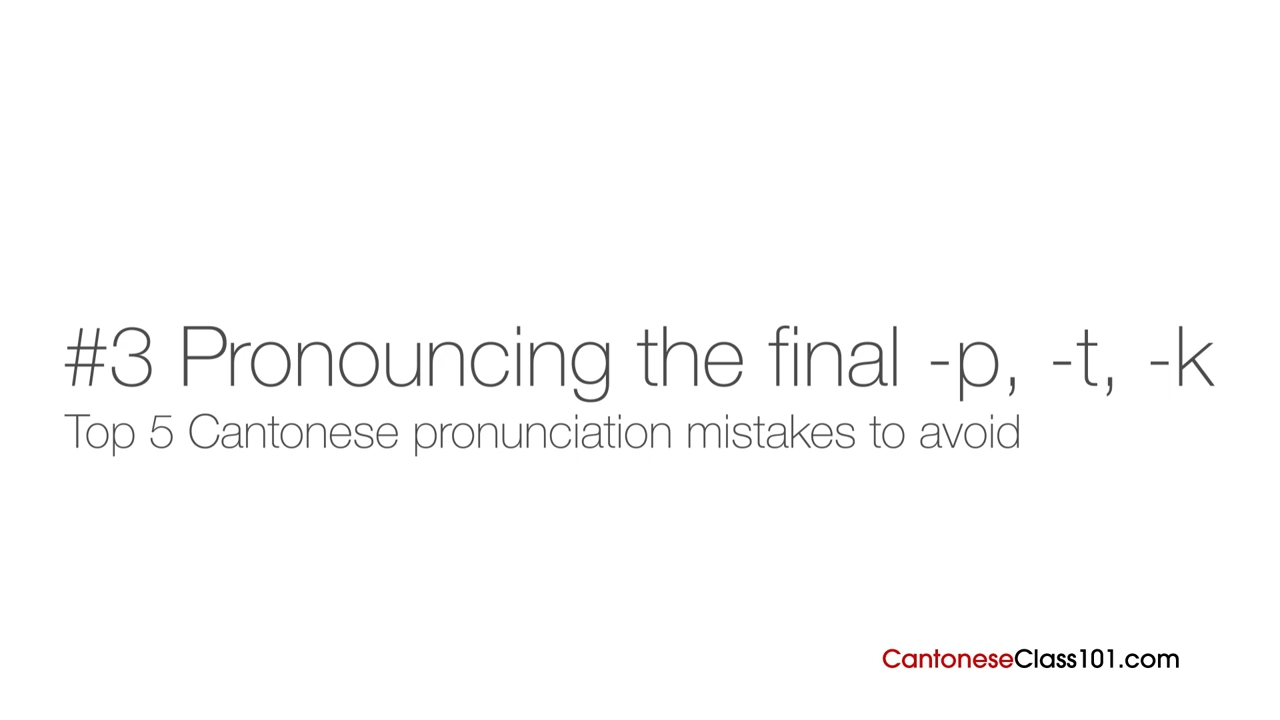 #3 Pronouncing the final -p, -t, -k
Top 5 Cantonese pronunciation mistakes to avoid
CantoneseClass101.com